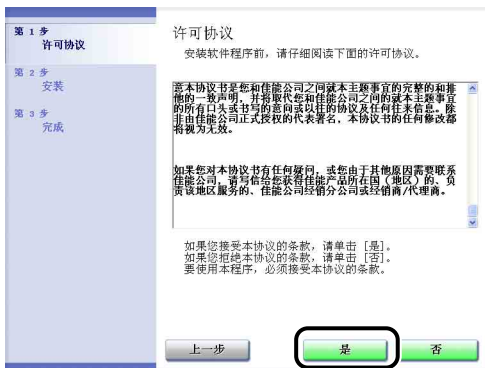 第 1 步
许可协议
第 2 步
安装
第 3 步
完成
许可协议
安装软件程序前，请仔细阅读下面的许可协议。
意本协议书是您和佳能公司之间就本主题事宜的完整的和排
他的一致声明，并将取代您和佳能公司之间的就本主题事宜
的所有口头或书写的意向或以往的协议及任何往来信息。除
非由佳能公司正式授权的代表署名，本协议书的任何修改都
将视为无效。
如果您对本协议书有任何疑问，或您由于其他原因需要联系
佳能公司，请写信给您获得佳能产品所在国（地区）的、负
责该地区服务的、佳能公司经销分公司或经销商/代理商。
如果您接受本协议的条款，请单击 [是]。
如果您拒绝本协议的条款，请单击 [否]。
要使用本程序，必须接受本协议的条款。
上一步
是
否